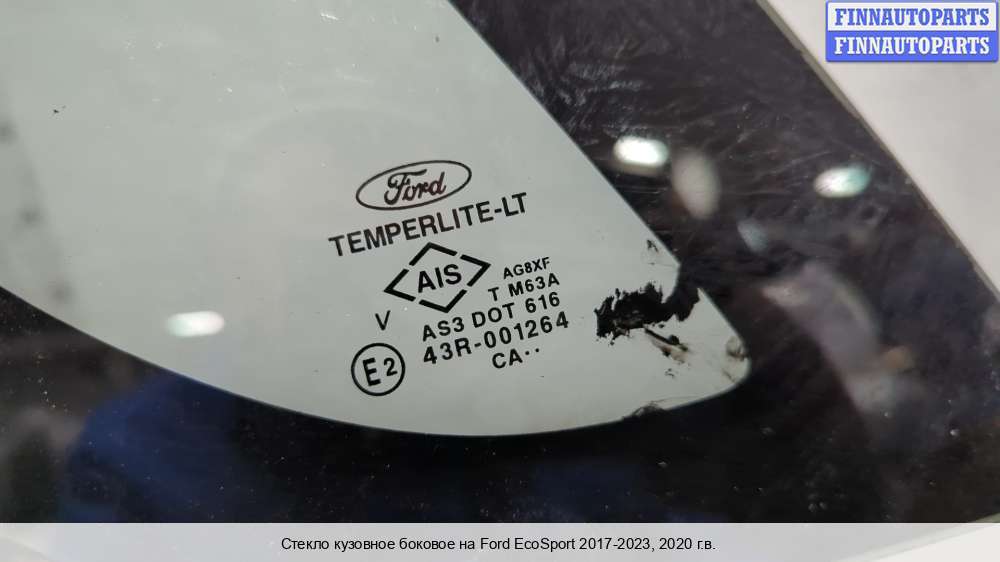 FINNAUTOPARTS
FINNAUTOPARTS
Ford
TEMPERLITE-LT
AIS
AG8XF
T M63A
V
AS3 DOT 616
43R-001264
E2
CA··
Стекло кузовное боковое на Ford EcoSport 2017-2023, 2020 г.в.